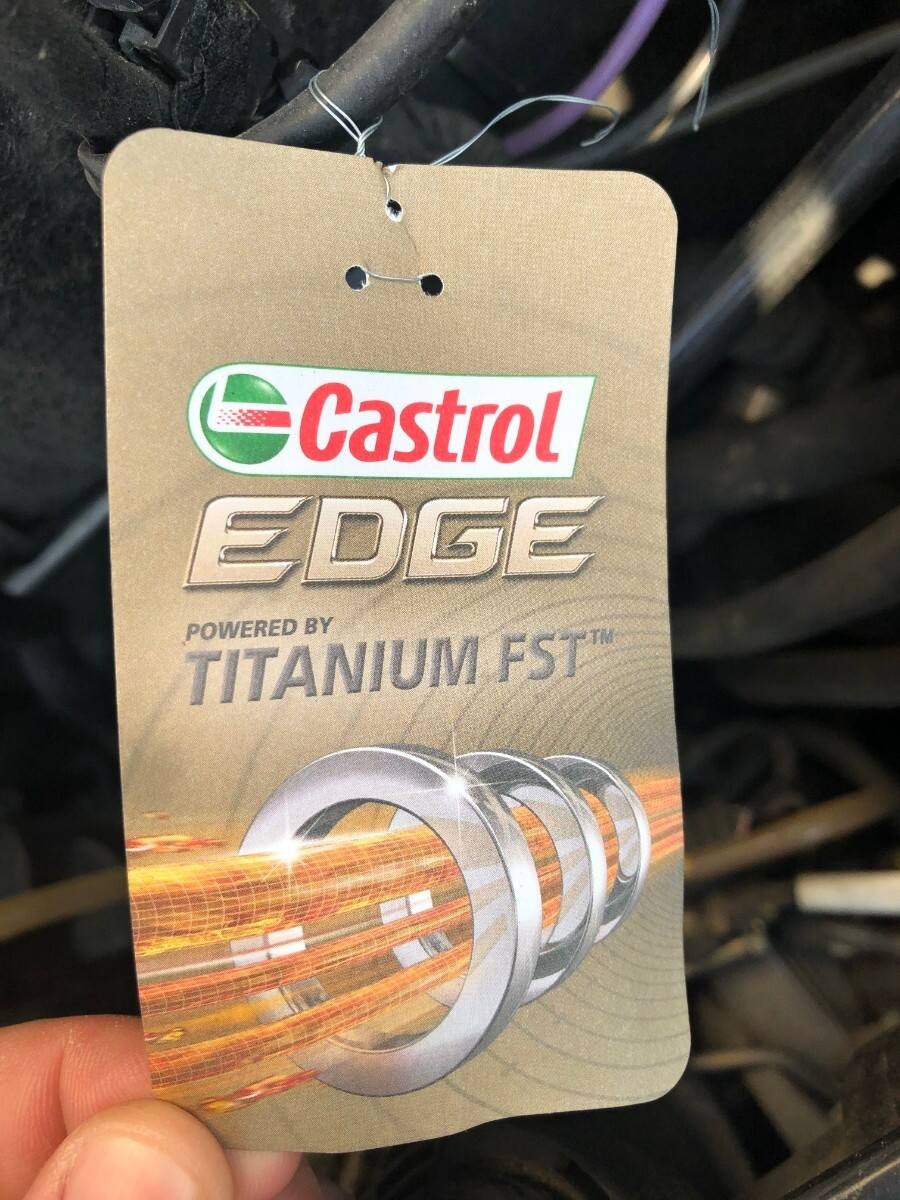 Castrol
EDGE
POWERED BY
TITANIUM FST™